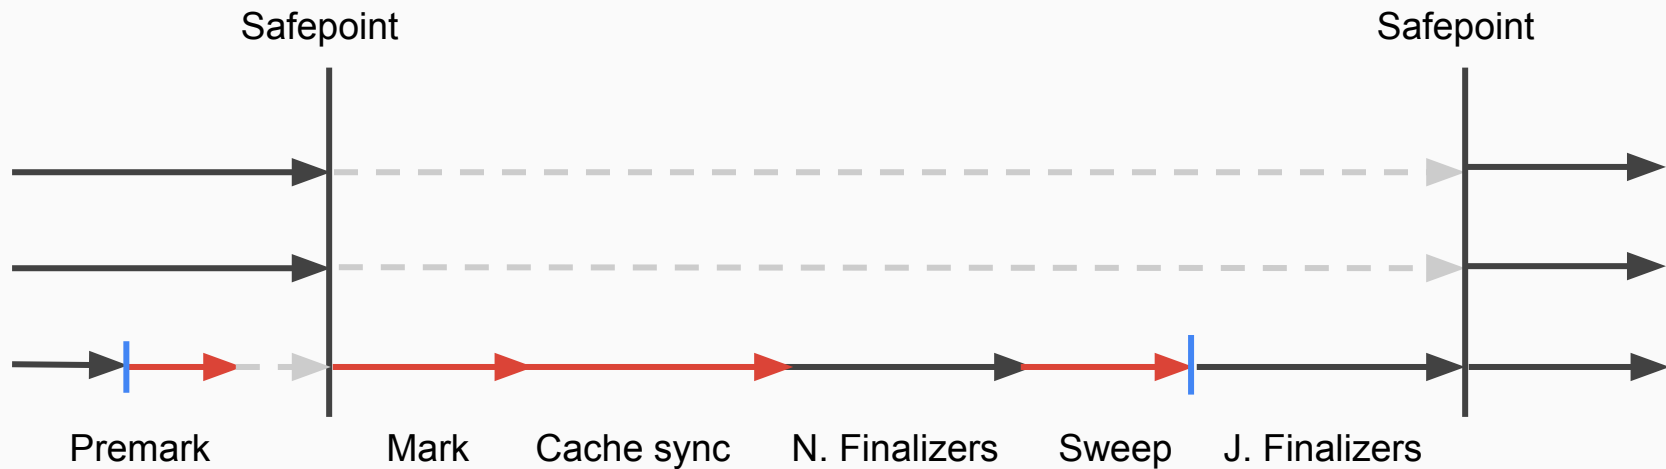 Safepoint Safepoint
Premark Mark Cache sync N. Finalizers Sweep J. Finalizers